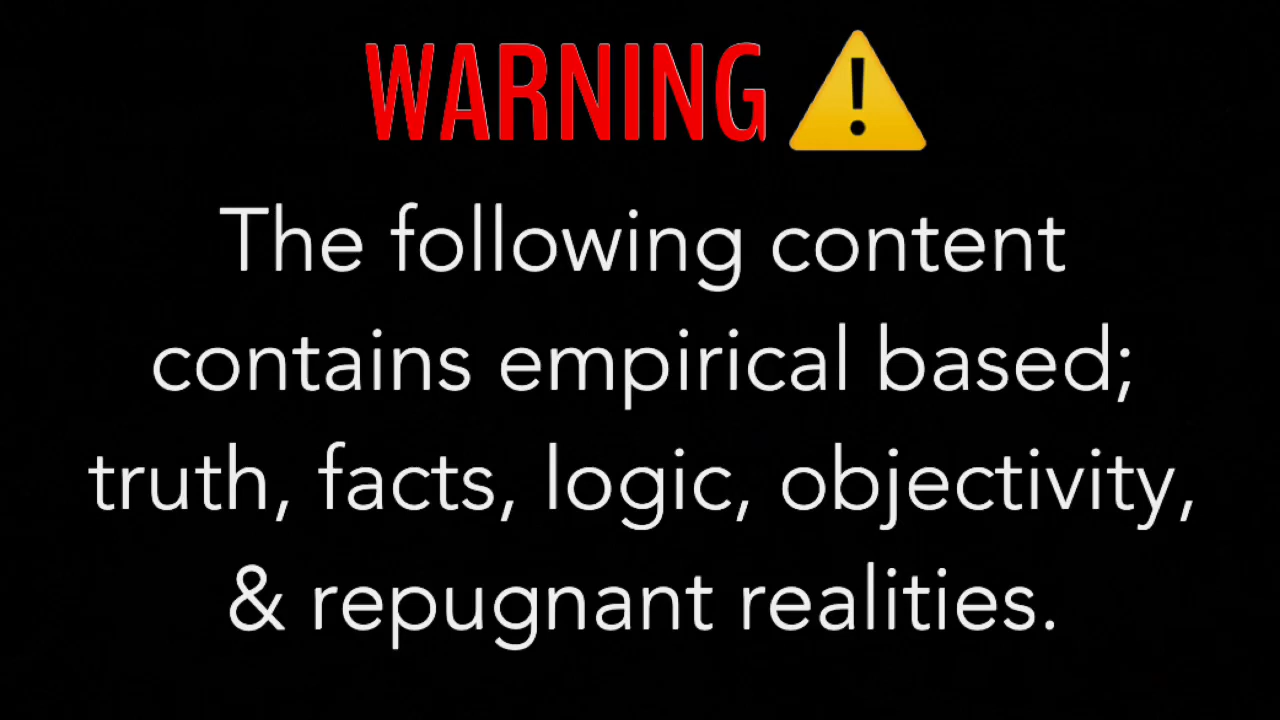 WARNING ⚠️
The following content
contains empirical based;
truth, facts, logic, objectivity,
& repugnant realities.